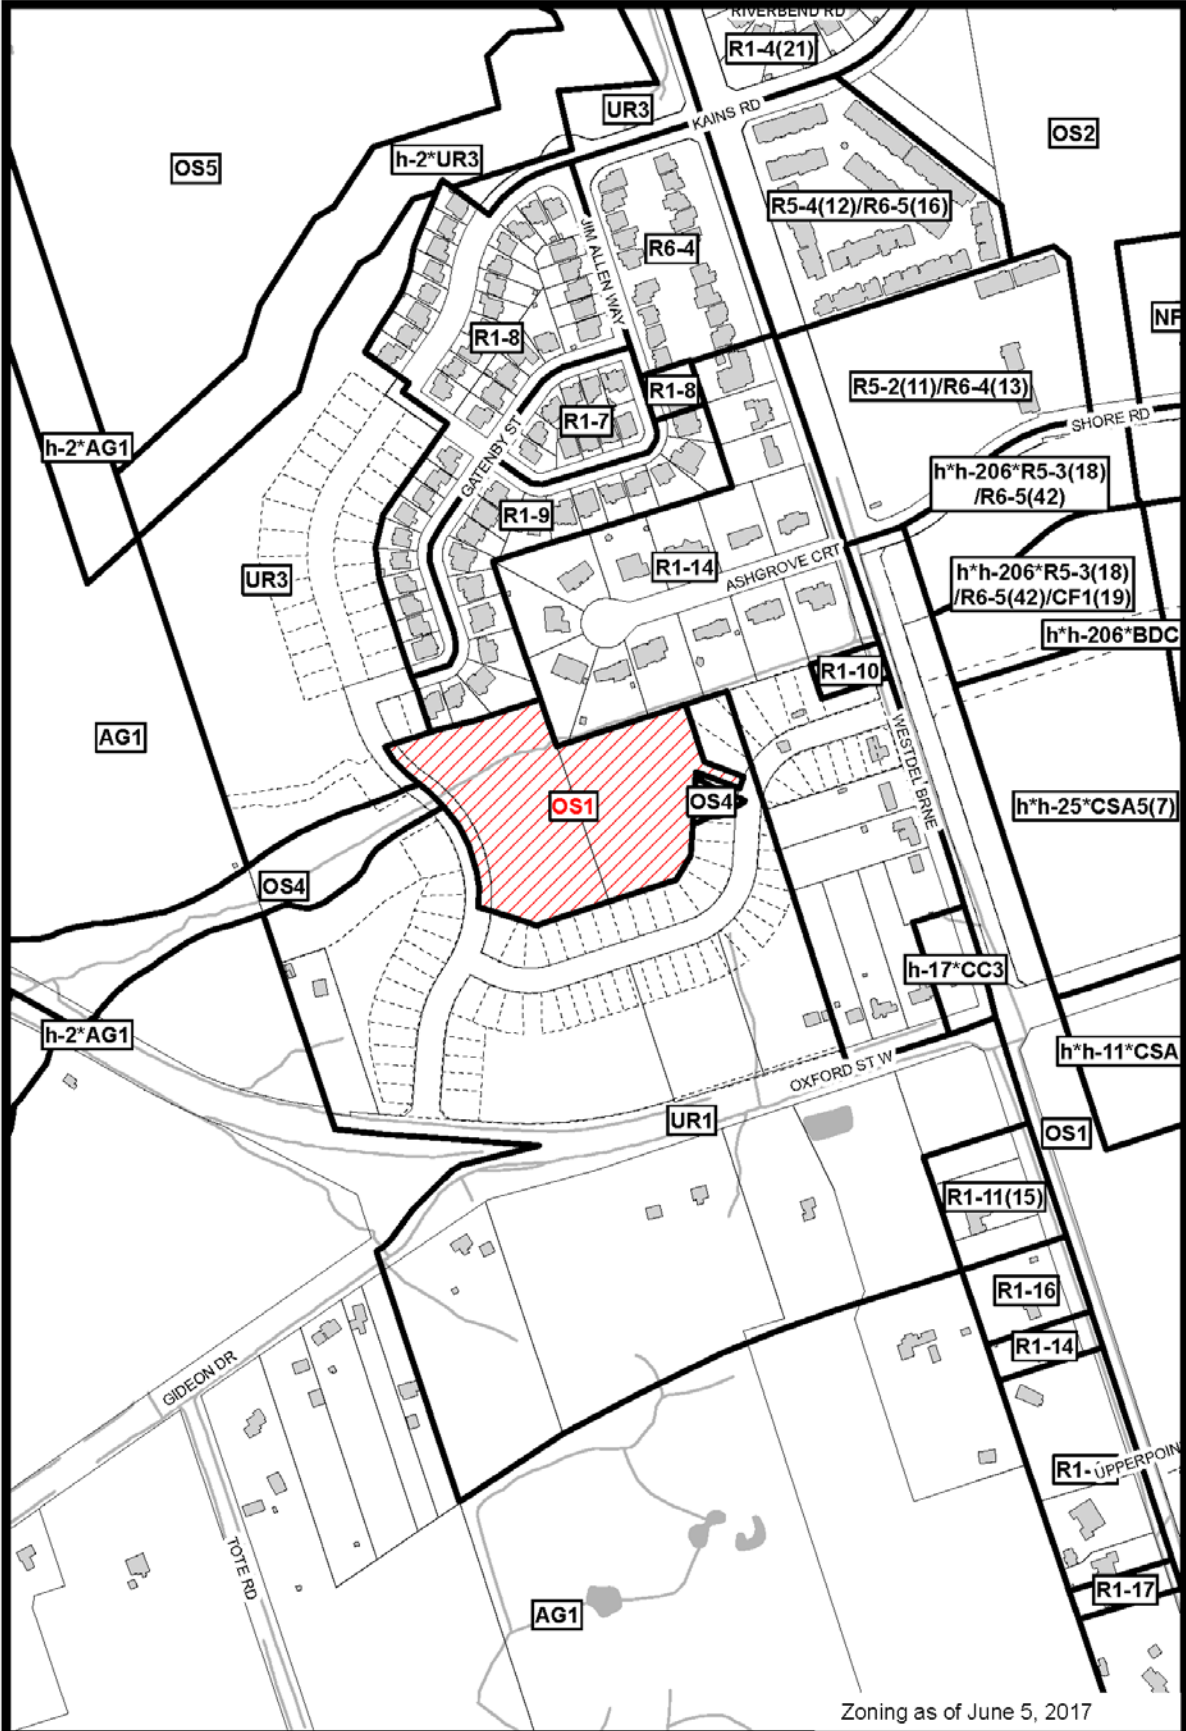 RIVERBEND RD
R1-4(21)
UR3
KAINS RD
OS2
h-2*UR3
OS5
R5-4(12)/R6-5(16)
JIM ALLEN WAY
R6-4
NF
R1-8
R1-8
R5-2(11)/R6-4(13)
R1-7
SHORE RD
h-2*AG1
GATENBY ST
h*h-206*R5-3(18)
/R6-5(42)
R1-9
R1-14
ASHGROVE CRT
UR3
h*h-206*R5-3(18)
/R6-5(42)/CF1(19)
h*h-206*BDC
R1-10
AG1
WESTDEL BRNE
OS1
OS4
h*h-25*CSA5(7)
OS4
h-17*CC3
h-2*AG1
h*h-11*CSA
OXFORD ST W
UR1
OS1
R1-11(15)
R1-16
R1-14
GIDEON DR
R1-
UPPERPOIN
TOTE RD
R1-17
AG1
Zoning as of June 5, 2017